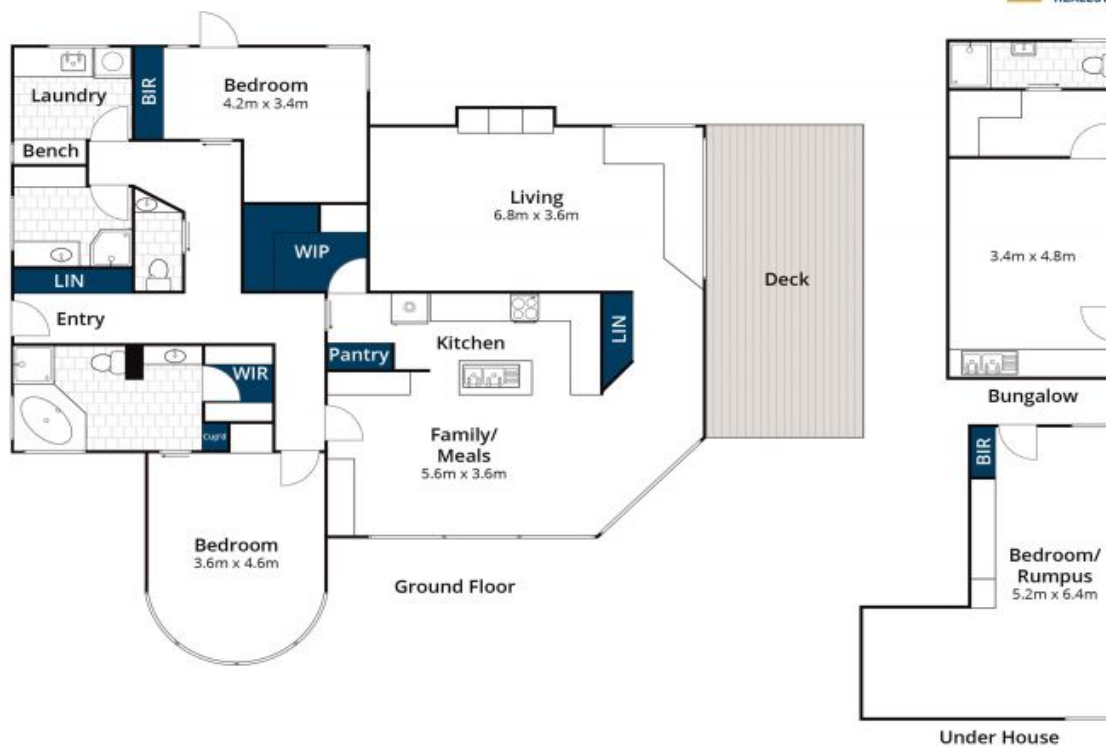 Laundry
BIR
Bedroom
4.2m x 3.4m
Bench
Living
6.8m x 3.6m
WIP
LIN
Deck
3.4m x 4.8m
Entry
Kitchen
LIN
Pantry
WIR
Cup'd
Bungalow
Family/
Meals
5.6m x 3.6m
BIR
Bedroom
3.6m x 4.6m
Ground Floor
Bedroom/
Rumpus
5.2m x 6.4m
Under House